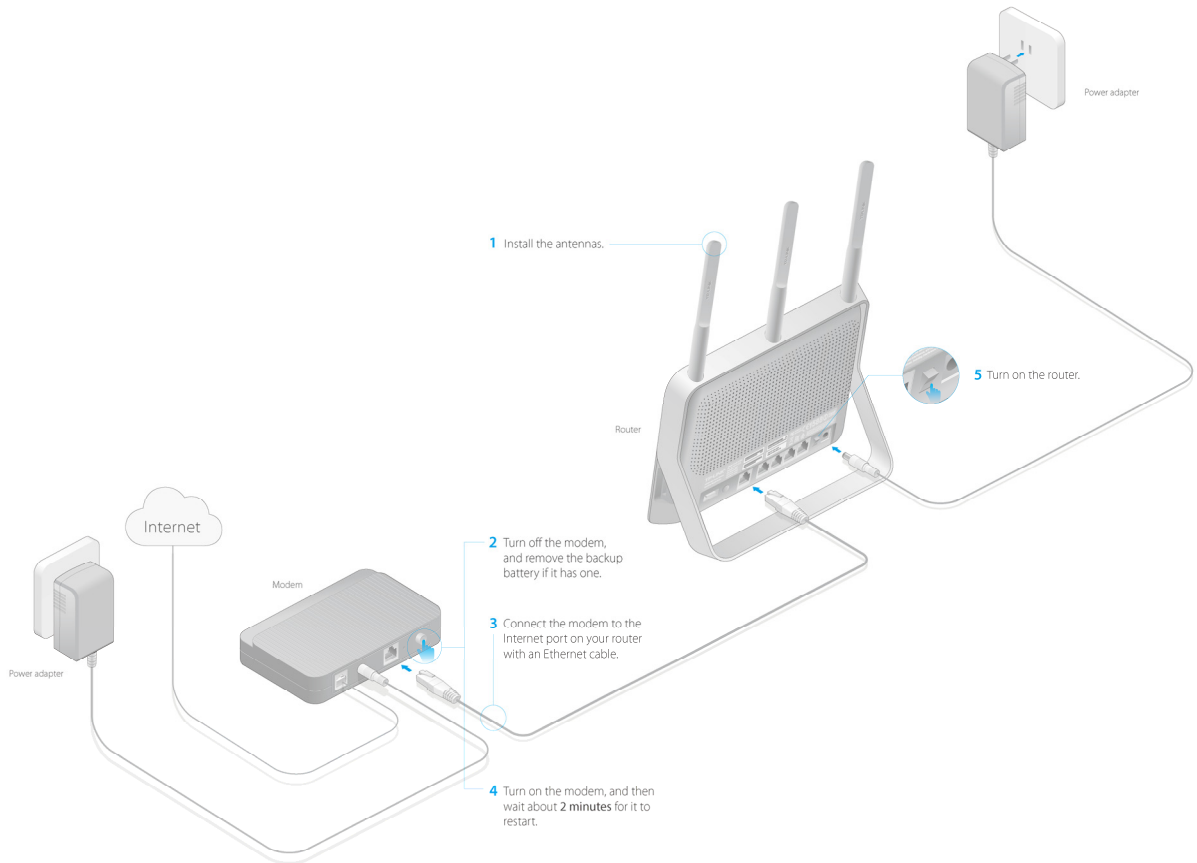 Power adapter
1 Install the antennas.
5 Turn on the router.
Router
Internet
2 Turn off the modem,
and remove the backup
battery if it has one.
Modem
3 Connect the modem to the
Internet port on your router
with an Ethernet cable.
Power adapter
4 Turn on the modem, and then
wait about 2 minutes for it to
restart.